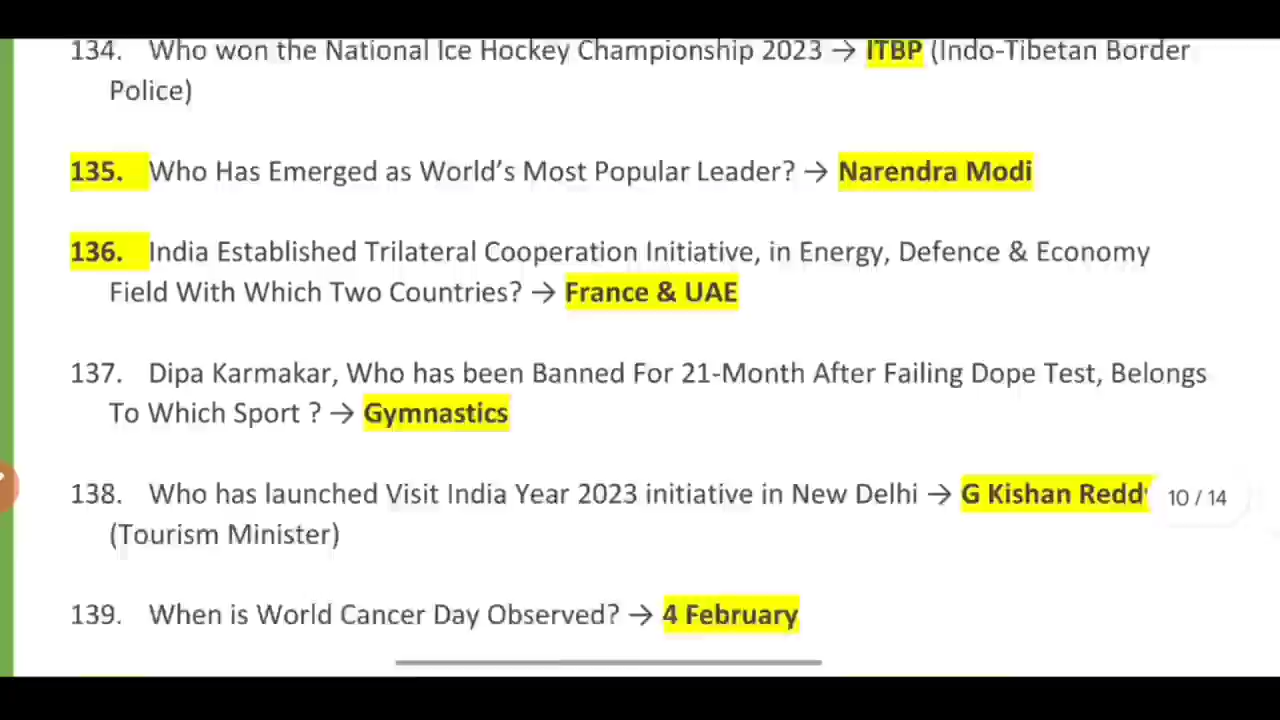 134. Who won the National Ice Hockey Championship 2023 → ITBP (Indo-Tibetan Border
Police)
135. Who Has Emerged as World's Most Popular Leader? → Narendra Modi
136. India Established Trilateral Cooperation Initiative, in Energy, Defence & Economy
Field With Which Two Countries? → France & UAE
137. Dipa Karmakar, Who has been Banned For 21-Month After Failing Dope Test, Belongs
To Which Sport ? → Gymnastics
138. Who has launched Visit India Year 2023 initiative in New Delhi → G Kishan Redd
10 / 14
(Tourism Minister)
139. When is World Cancer Day Observed? → 4 February